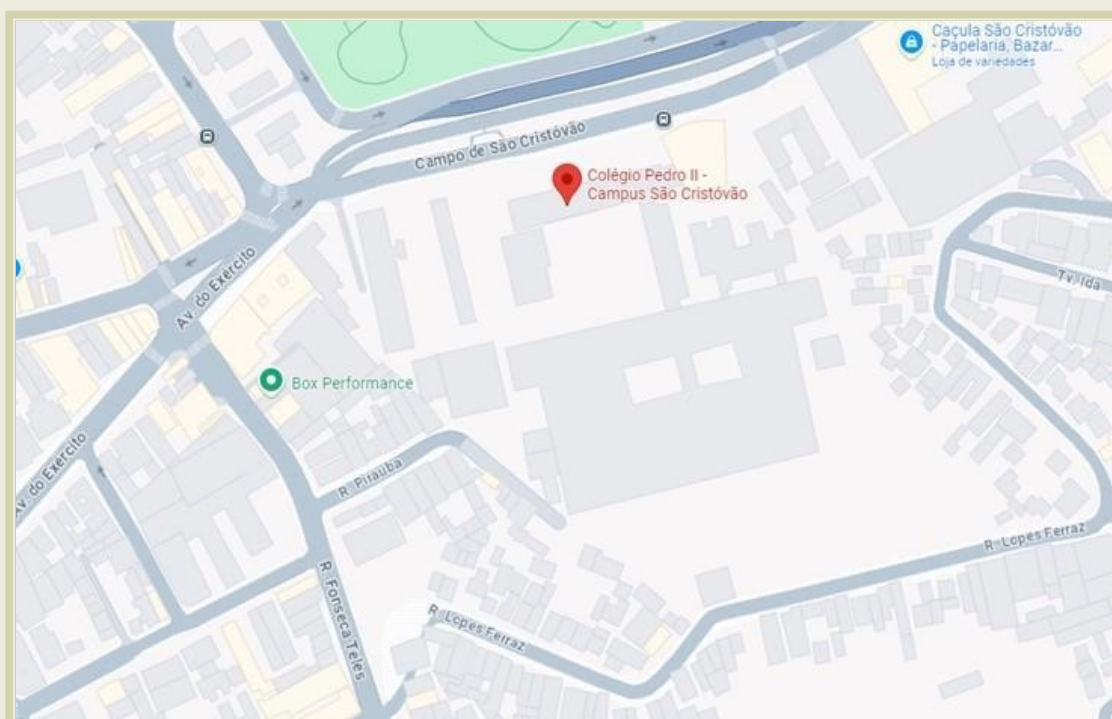 Caçula São Cristóvão
- Papelaria, Bazar...
Loja de variedades
Campo de São Cristóvão
Colégio Pedro II -
Campus São Cristóvão
Av. do Exército
Tv. Ida
Box Performance
Av. do Exército
R. Pirauba
R. Lopes Ferraz
R. Fonseca Teles
R. Lopes Ferraz